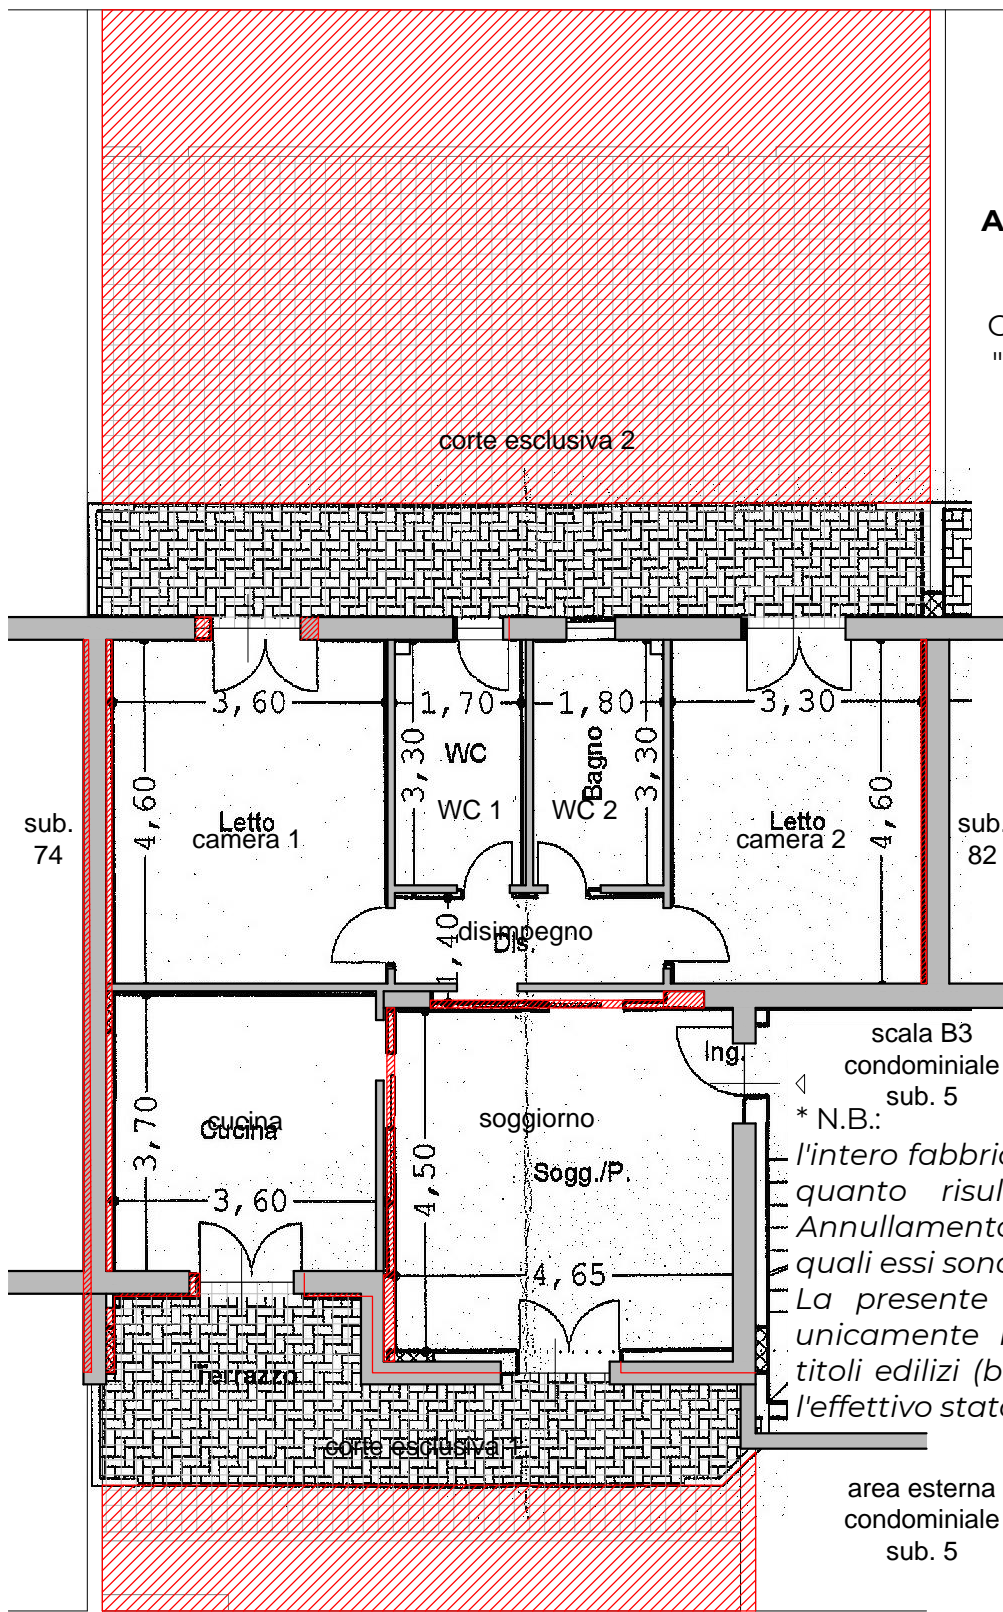 A
C
"
corte esclusiva 2
3,60
1,70
1,80
3,30
4,60
3,30
WC
Bagno
3,30
4,60
WC 1
WC 2
Letto
camera 1
Letto
camera 2
sub.
74
sub.
82
1,40
disimpegno
Dis.
Ing.
scala B3
condominiale
sub. 5
cucina
Cucina
3,70
3,60
soggiorno
Sogg./P.
4,50
4,65
* N.B.:
l'intero fabbric
quanto risul
Annullamento
quali essi sono
La presente
unicamente
titoli edilizi (b
l'effettivo stato
Terrazzo
corte esclusiva 1
area esterna
condominiale
sub. 5